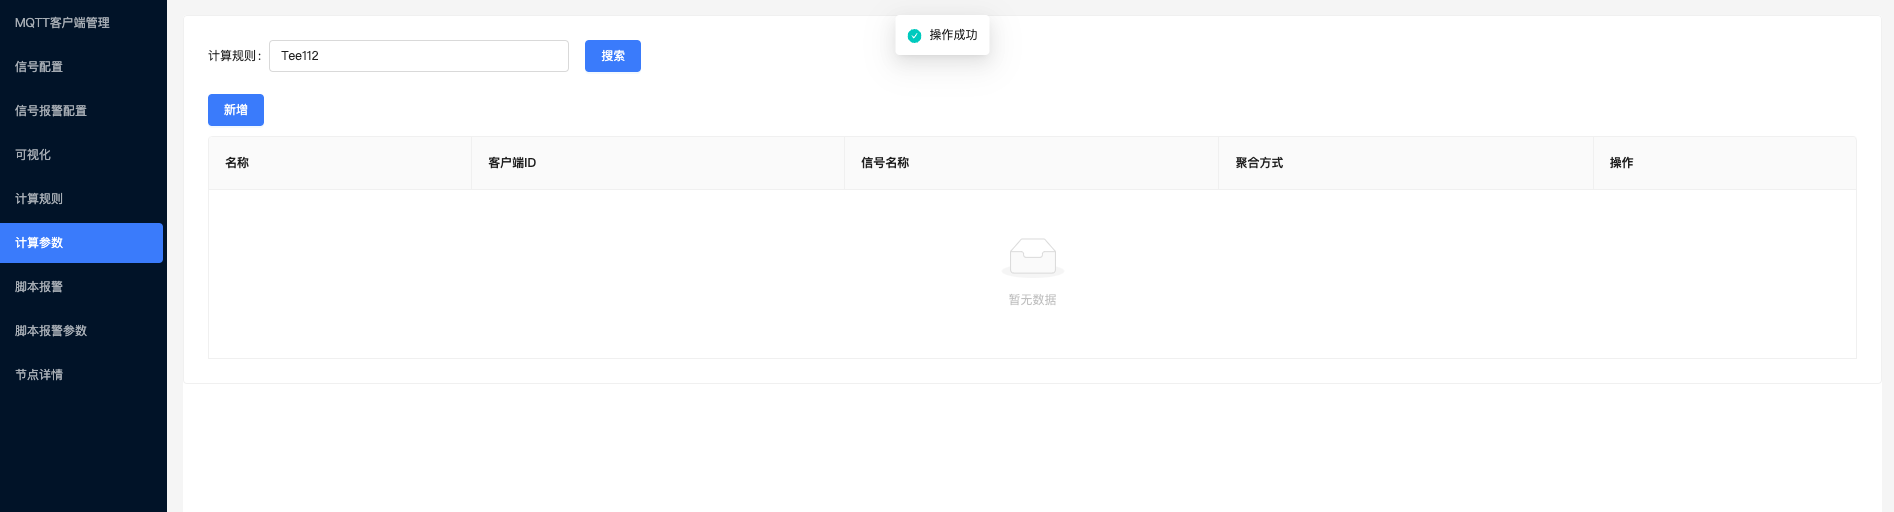 MQTT客户端管理
信号配置
信号报警配置
可视化
计算规则
计算参数
脚本报警
脚本报警参数
节点详情
操作成功
计算规则: Tee112 搜索
新增
名称 客户端ID 信号名称 聚合方式 操作
暂无数据